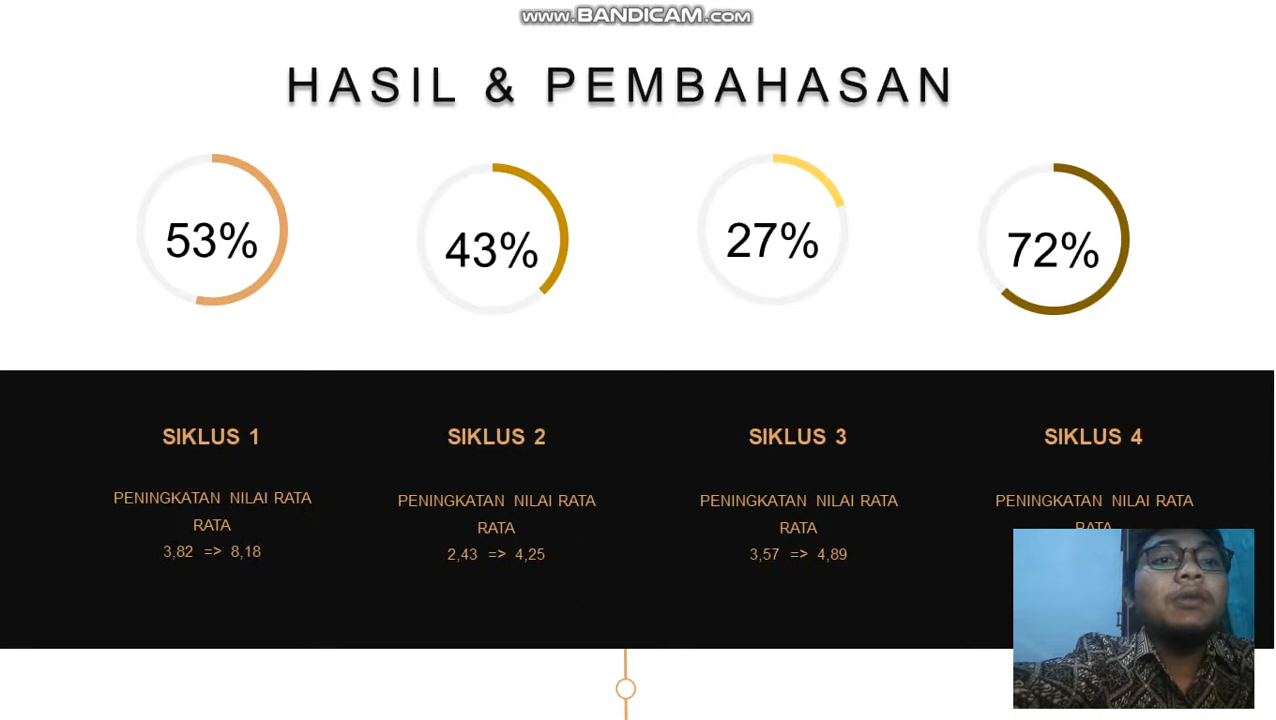 www.BANDICAM.com
HASIL & PEMBAHASAN
53%
43%
27%
72%
SIKLUS 1
PENINGKATAN NILAI RATA
RATA
3,82 => 8,18
SIKLUS 2
PENINGKATAN NILAI RATA
RATA
2,43 => 4,25
SIKLUS 3
PENINGKATAN NILAI RATA
RATA
3,57 => 4,89
SIKLUS 4
PENINGKATAN NILAI RATA
RATA